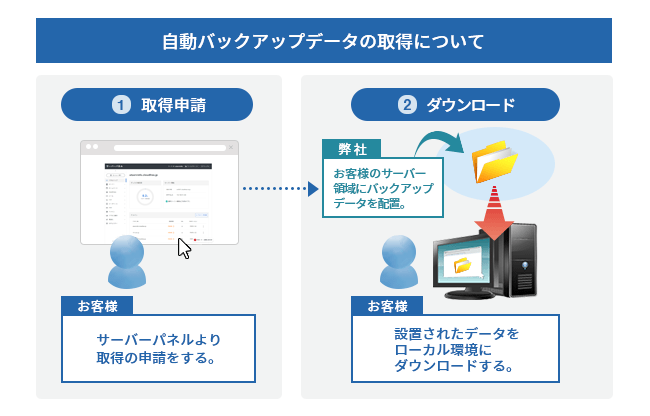 自動バックアップデータの取得について
1 取得申請
お客様
サーバーパネルより
取得の申請をする。
2 ダウンロード
弊社
お客様のサーバー
領域にバックアップ
データを配置。
お客様
設置されたデータを
ローカル環境に
ダウンロードする。